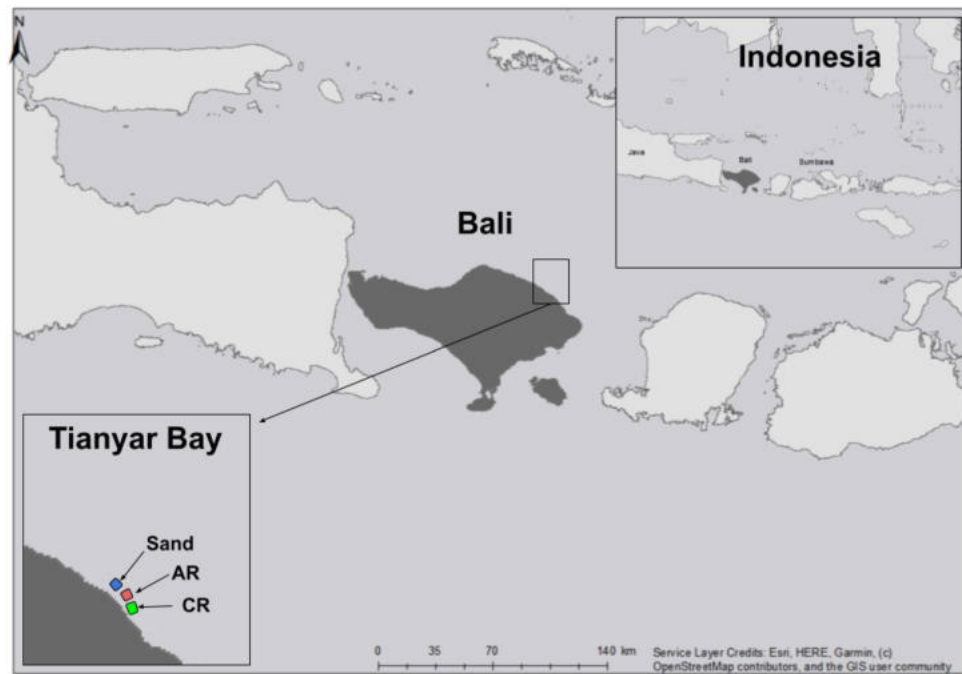 N
Indonesia
Java
Bali
Sumbawa
Bali
Tianyar Bay
Sand
AR
CR
0 35 70 140 km
Service Layer Credits: Esri, HERE, Garmin, (c)
OpenStreetMap contributors, and the GIS user community